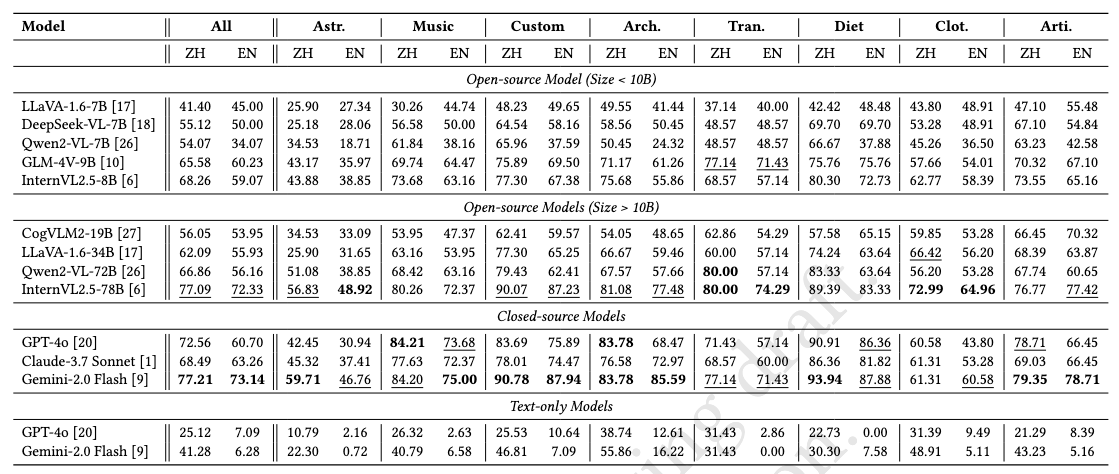 Model All Astr. Music Custom Arch. Tran. Diet Clot. Arti.
ZH EN ZH EN ZH EN ZH EN ZH EN ZH EN ZH EN ZH EN ZH EN
Open-source Model (Size < 10B)
LLaVA-1.6-7B [17] 41.40 45.00 25.90 27.34 30.26 44.74 48.23 49.65 49.55 41.44 37.14 40.00 42.42 48.48 43.80 48.91 47.10 55.48
DeepSeek-VL-7B [18] 55.12 50.00 25.18 28.06 56.58 50.00 64.54 58.16 58.56 50.45 48.57 48.57 69.70 69.70 53.28 48.91 67.10 54.84
Qwen2-VL-7B [26] 54.07 34.07 34.53 18.71 61.84 38.16 65.96 37.59 50.45 24.32 48.57 48.57 66.67 37.88 45.26 36.50 63.23 42.58
GLM-4V-9B [10] 65.58 60.23 43.17 35.97 69.74 64.47 75.89 69.50 71.17 61.26 77.14 71.43 75.76 75.76 57.66 54.01 70.32 67.10
InternVL2.5-8B [6] 68.26 59.07 43.88 38.85 73.68 63.16 77.30 67.38 75.68 55.86 68.57 57.14 80.30 72.73 62.77 58.39 73.55 65.16
Open-source Models (Size > 10B)
CogVLM2-19B [27] 56.05 53.95 34.53 33.09 53.95 47.37 62.41 59.57 54.05 48.65 62.86 54.29 57.58 65.15 59.85 53.28 66.45 70.32
LLaVA-1.6-34B [17] 62.09 55.93 25.90 31.65 63.16 53.95 77.30 65.25 66.67 59.46 60.00 57.14 74.24 63.64 66.42 56.20 68.39 63.87
Qwen2-VL-72B [26] 66.86 56.16 51.08 38.85 68.42 63.16 79.43 62.41 67.57 57.66 80.00 57.14 83.33 63.64 56.20 53.28 67.74 60.65
InternVL2.5-78B [6] 77.09 72.33 56.83 48.92 80.26 72.37 90.07 87.23 81.08 77.48 80.00 74.29 89.39 83.33 72.99 64.96 76.77 77.42
Closed-source Models
GPT-4o [20] 72.56 60.70 42.45 30.94 84.21 73.68 83.69 75.89 83.78 68.47 71.43 57.14 90.91 86.36 60.58 43.80 78.71 66.45
Claude-3.7 Sonnet [1] 68.49 63.26 45.32 37.41 77.63 72.37 78.01 74.47 76.58 72.97 68.57 60.00 86.36 81.82 61.31 53.28 69.03 66.45
Gemini-2.0 Flash [9] 77.21 73.14 59.71 46.76 84.20 75.00 90.78 87.94 83.78 85.59 77.14 71.43 93.94 87.88 61.31 60.58 79.35 78.71
Text-only Models
GPT-4o [20] 25.12 7.09 10.79 2.16 26.32 2.63 25.53 10.64 38.74 12.61 31.43 2.86 22.73 0.00 31.39 9.49 21.29 8.39
Gemini-2.0 Flash [9] 41.28 6.28 22.30 0.72 40.79 6.58 46.81 7.09 55.86 16.22 31.43 0.00 30.30 7.58 48.91 5.11 43.23 5.16